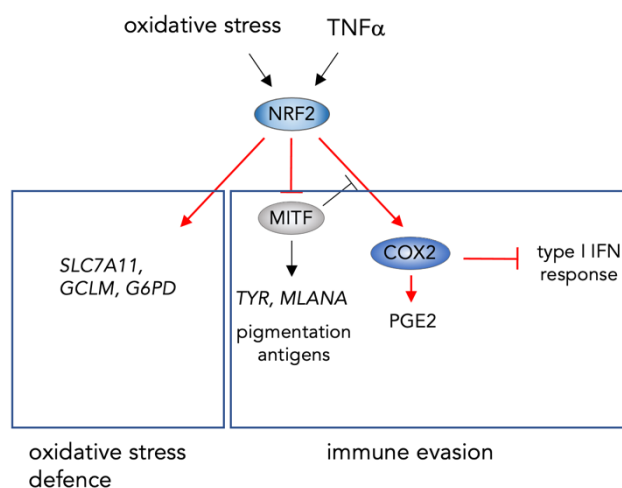 oxidative stress
TNFα
NRF2
MITF
SLC7A11,
GCLM, G6PD
TYR, MLANA
pigmentation
antigens
COX2
PGE2
type I IFN
response
oxidative stress
defence
immune evasion